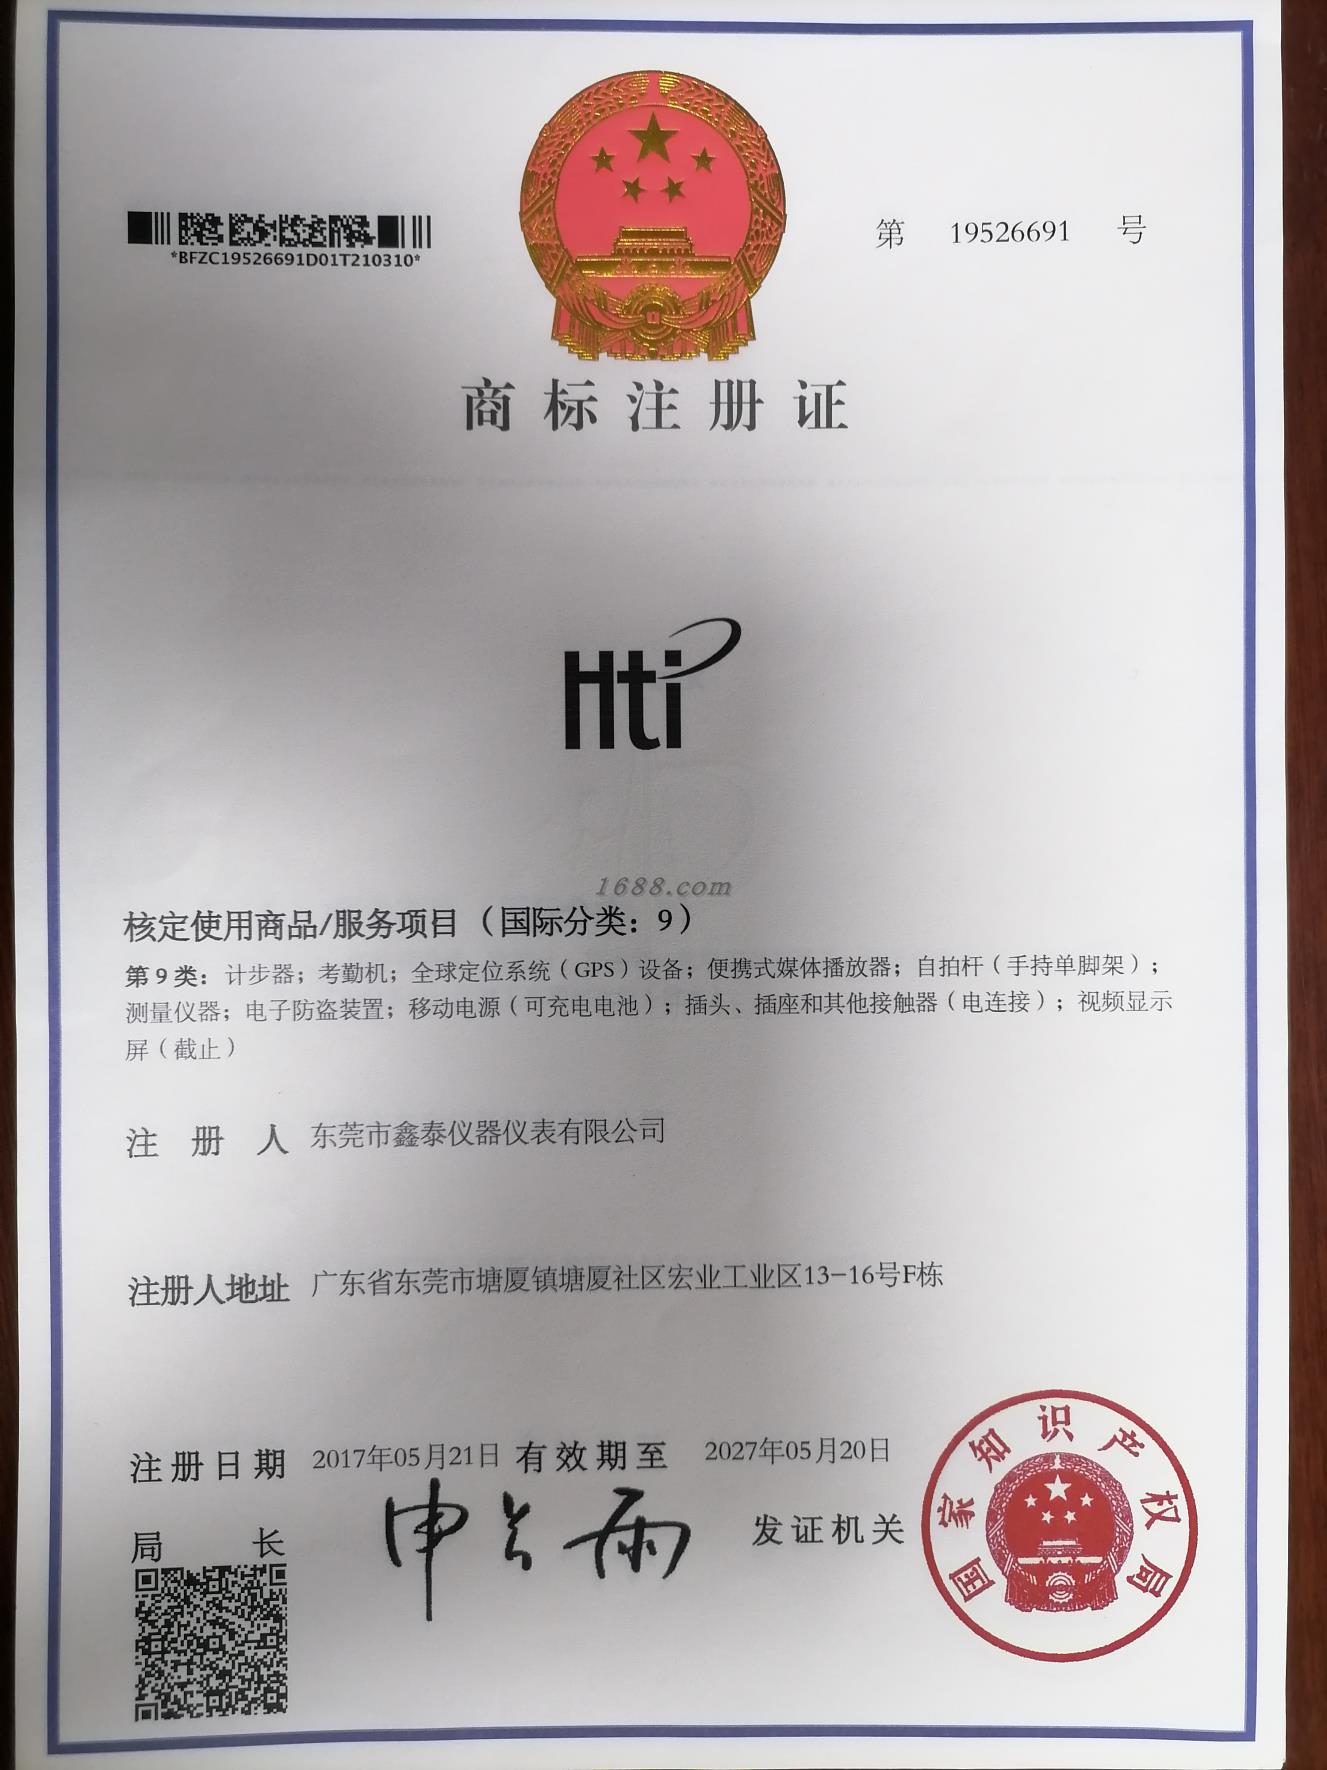 *BFZC19526691D01T210310*
第 19526691 号
商标注册证
Hti
1688.com
核定使用商品/服务项目（国际分类：9）
第9类：计步器；考勤机；全球定位系统（GPS）设备；便携式媒体播放器；自拍杆（手持单脚架）；
测量仪器；电子防盗装置；移动电源（可充电电池）；插头、插座和其他接触器（电连接）；视频显示
屏（截止）
注册人 东莞市鑫泰仪器仪表有限公司
注册人地址 广东省东莞市塘厦镇塘厦社区宏业工业区13-16号F栋
注册日期 2017年05月21日 有效期至 2027年05月20日
局长 申长雨 发证机关
国家知识产权局